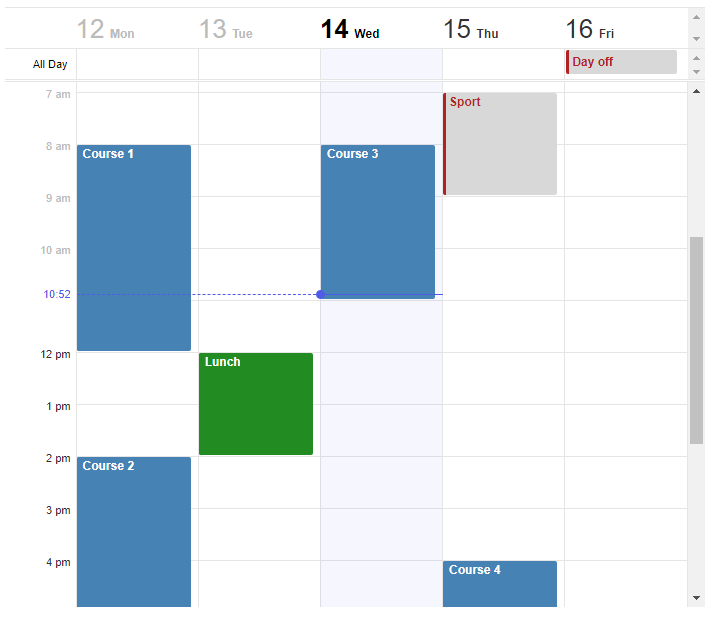 12 Mon 13 Tue 14 Wed 15 Thu 16 Fri
All Day Day off
7 am Sport
8 am Course 1 Course 3
9 am
10 am
10:52
12 pm Lunch
1 pm
2 pm Course 2
3 pm
4 pm Course 4